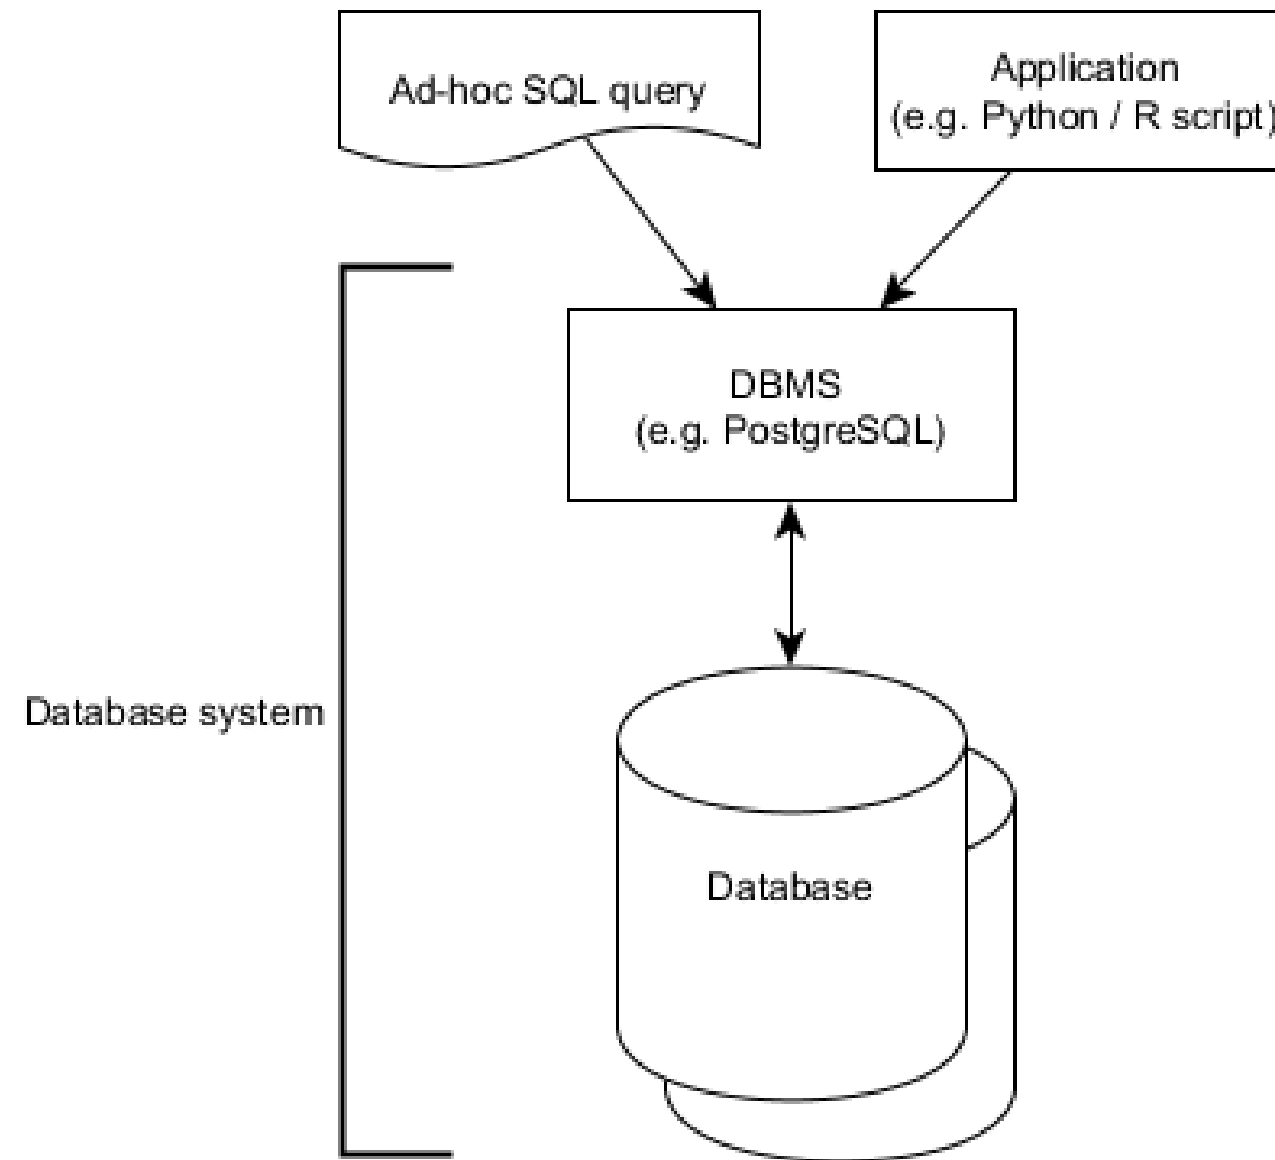 Ad-hoc SQL query
Application
(e.g. Python / R script)
DBMS
(e.g. PostgreSQL)
Database system
Database